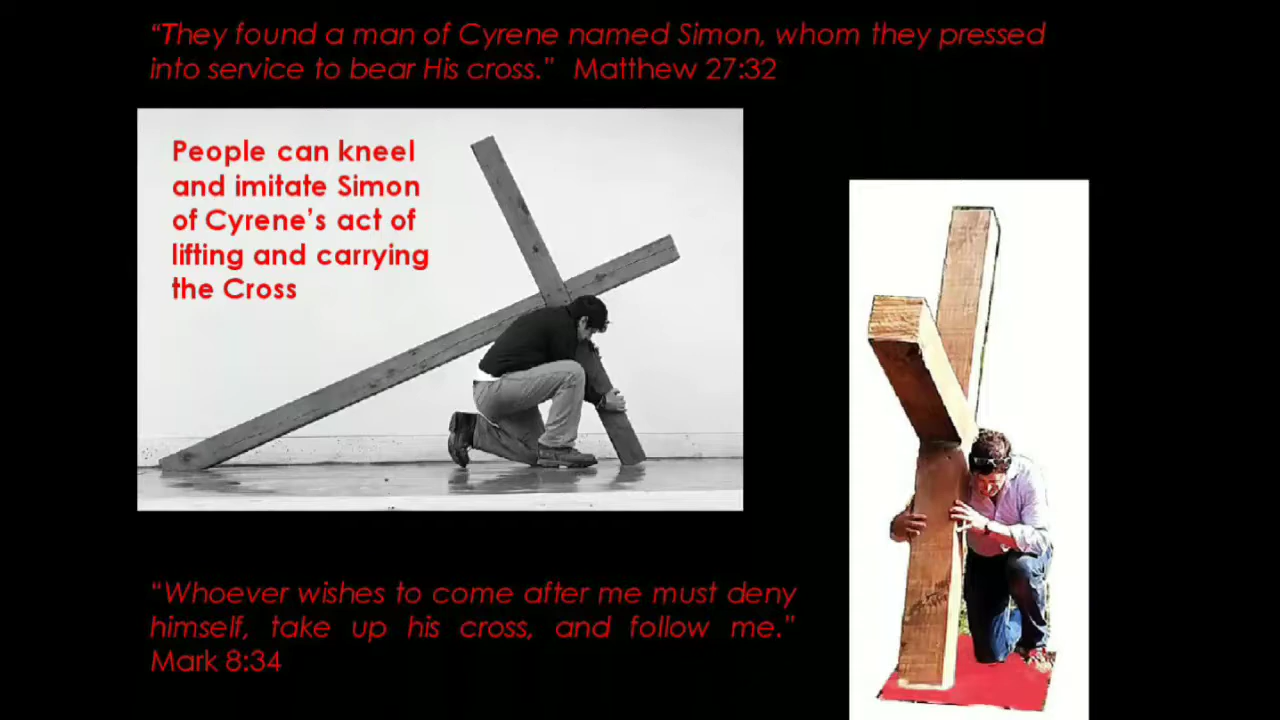 “They found a man of Cyrene named Simon, whom they pressed
into service to bear His cross.” Matthew 27:32
People can kneel
and imitate Simon
of Cyrene’s act of
lifting and carrying
the Cross
“Whoever wishes to come after me must deny
himself, take up his cross, and follow me.”
Mark 8:34